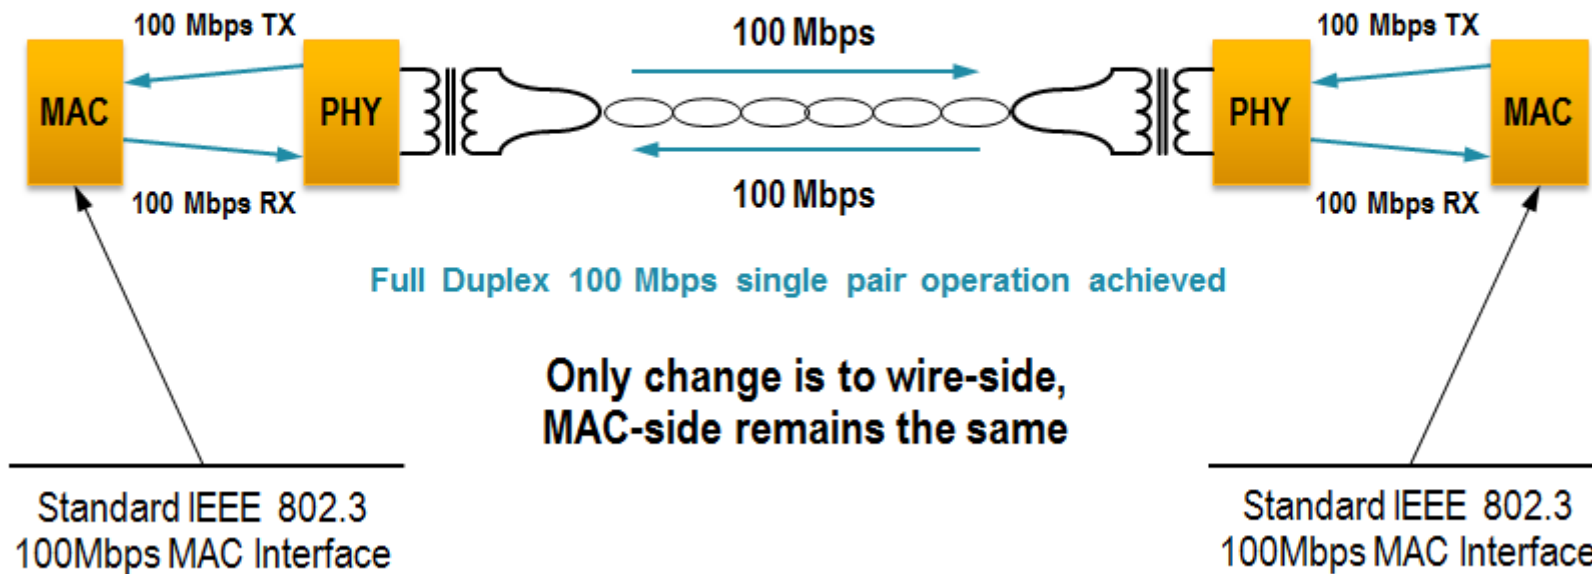 100 Mbps TX
100 Mbps
100 Mbps TX
MAC
PHY
PHY
MAC
100 Mbps RX
100 Mbps
100 Mbps RX
Full Duplex 100 Mbps single pair operation achieved
Only change is to wire-side,
MAC-side remains the same
Standard IEEE 802.3
100Mbps MAC Interface
Standard IEEE 802.3
100Mbps MAC Interface